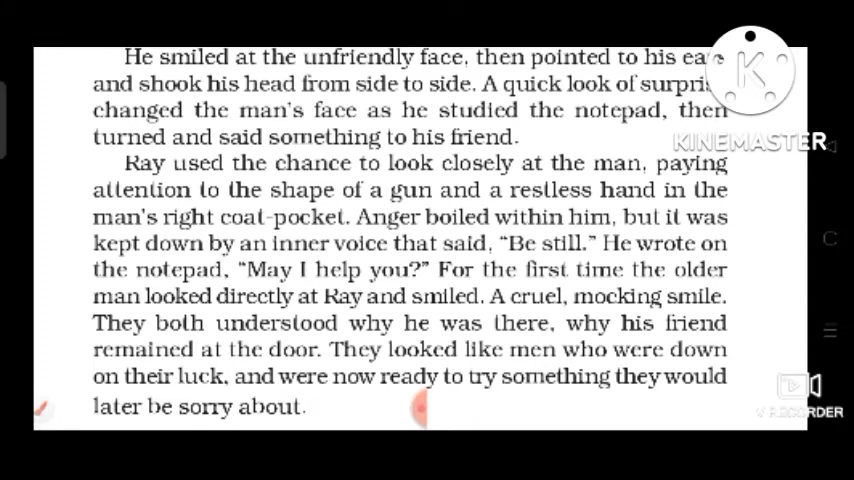 He smiled at the unfriendly face, then pointed to his ear
and shook his head from side to side. A quick look of
changed the man's face as he studied the notepad, then
turned and said something to his friend.
Ray used the chance to look closely at the man, paying
attention to the shape of a gun and a restless hand in the
man's right coat-pocket. Anger boiled within him, but it was
kept down by an inner voice that said, "Be still." He wrote on
the notepad, "May I help you?" For the first time the older
man looked directly at Ray and smiled. A cruel, mocking smile.
They both understood why he was there, why his friend
remained at the door. They looked like men who were down
on their luck, and were now ready to try something they would
later be sorry about.
K
KINEMASTER
V RECORDER